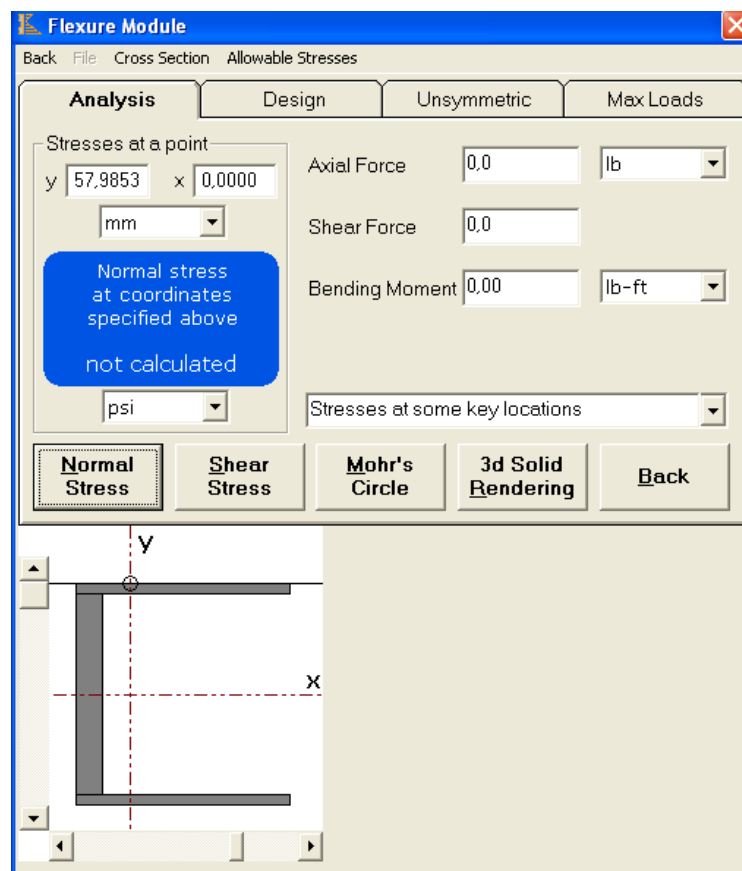 Flexure Module
Back File Cross Section Allowable Stresses
Analysis Design Unsymmetric Max Loads
Stresses at a point
y 57,9853 x 0,0000
mm
Normal stress
at coordinates
specified above
not calculated
psi
Axial Force 0,0 lb
Shear Force 0,0
Bending Moment 0,00 lb-ft
Stresses at some key locations
Normal
Stress
Shear
Stress
Mohr's
Circle
3d Solid
Rendering
Back
y
x